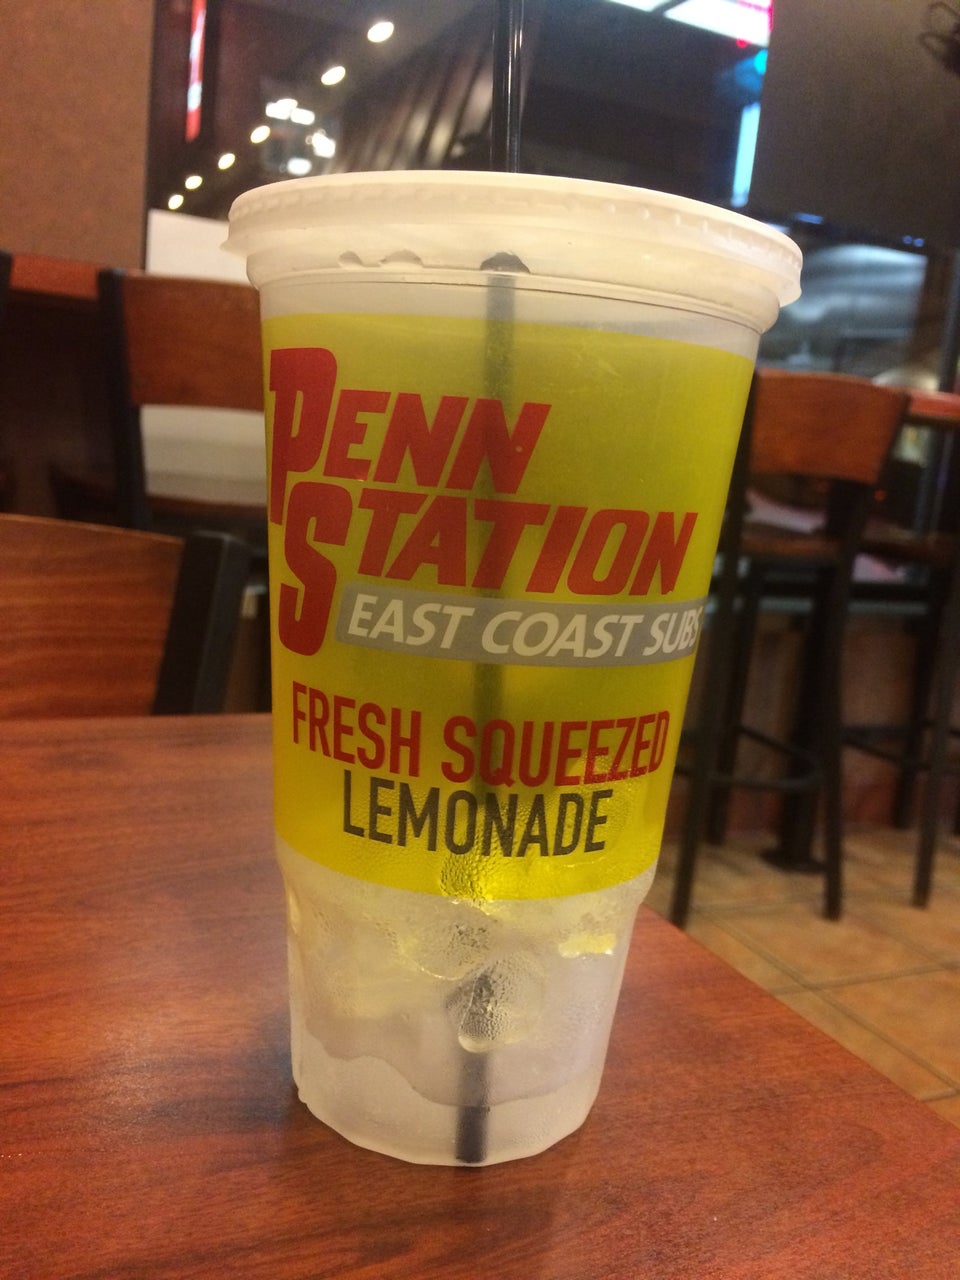 PENN
STATION
EAST COAST SUBS
FRESH SQUEEZED
LEMONADE